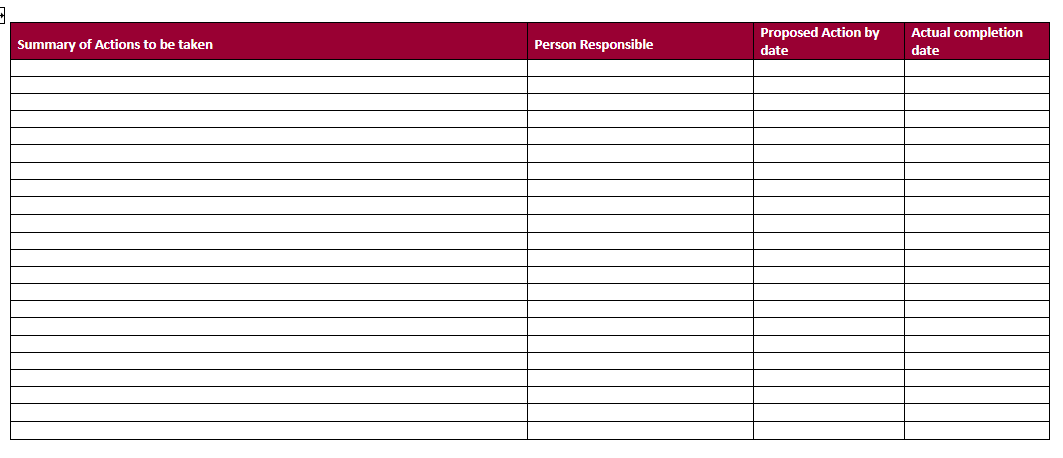 Summary of Actions to be taken
Person Responsible
Proposed Action by
date
Actual completion
date